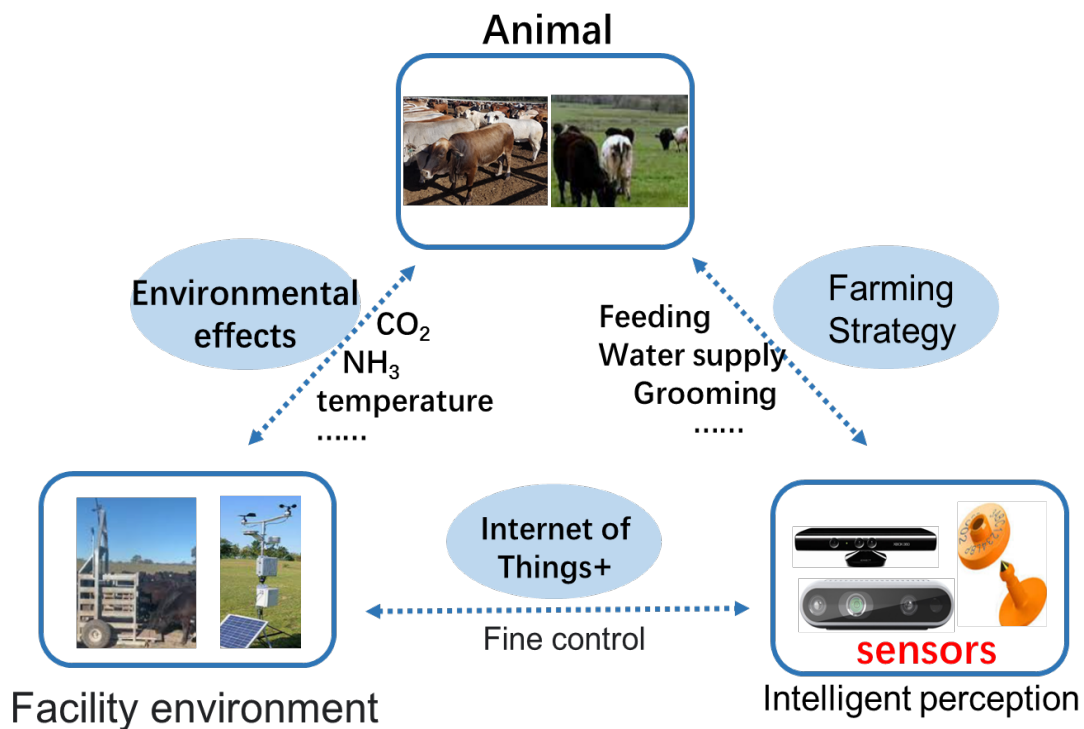 Animal
Environmental
effects
CO₂
NH₃
temperature
......
Feeding
Water supply
Grooming
......
Farming
Strategy
Internet of
Things+
Fine control
sensors
Facility environment
Intelligent perception